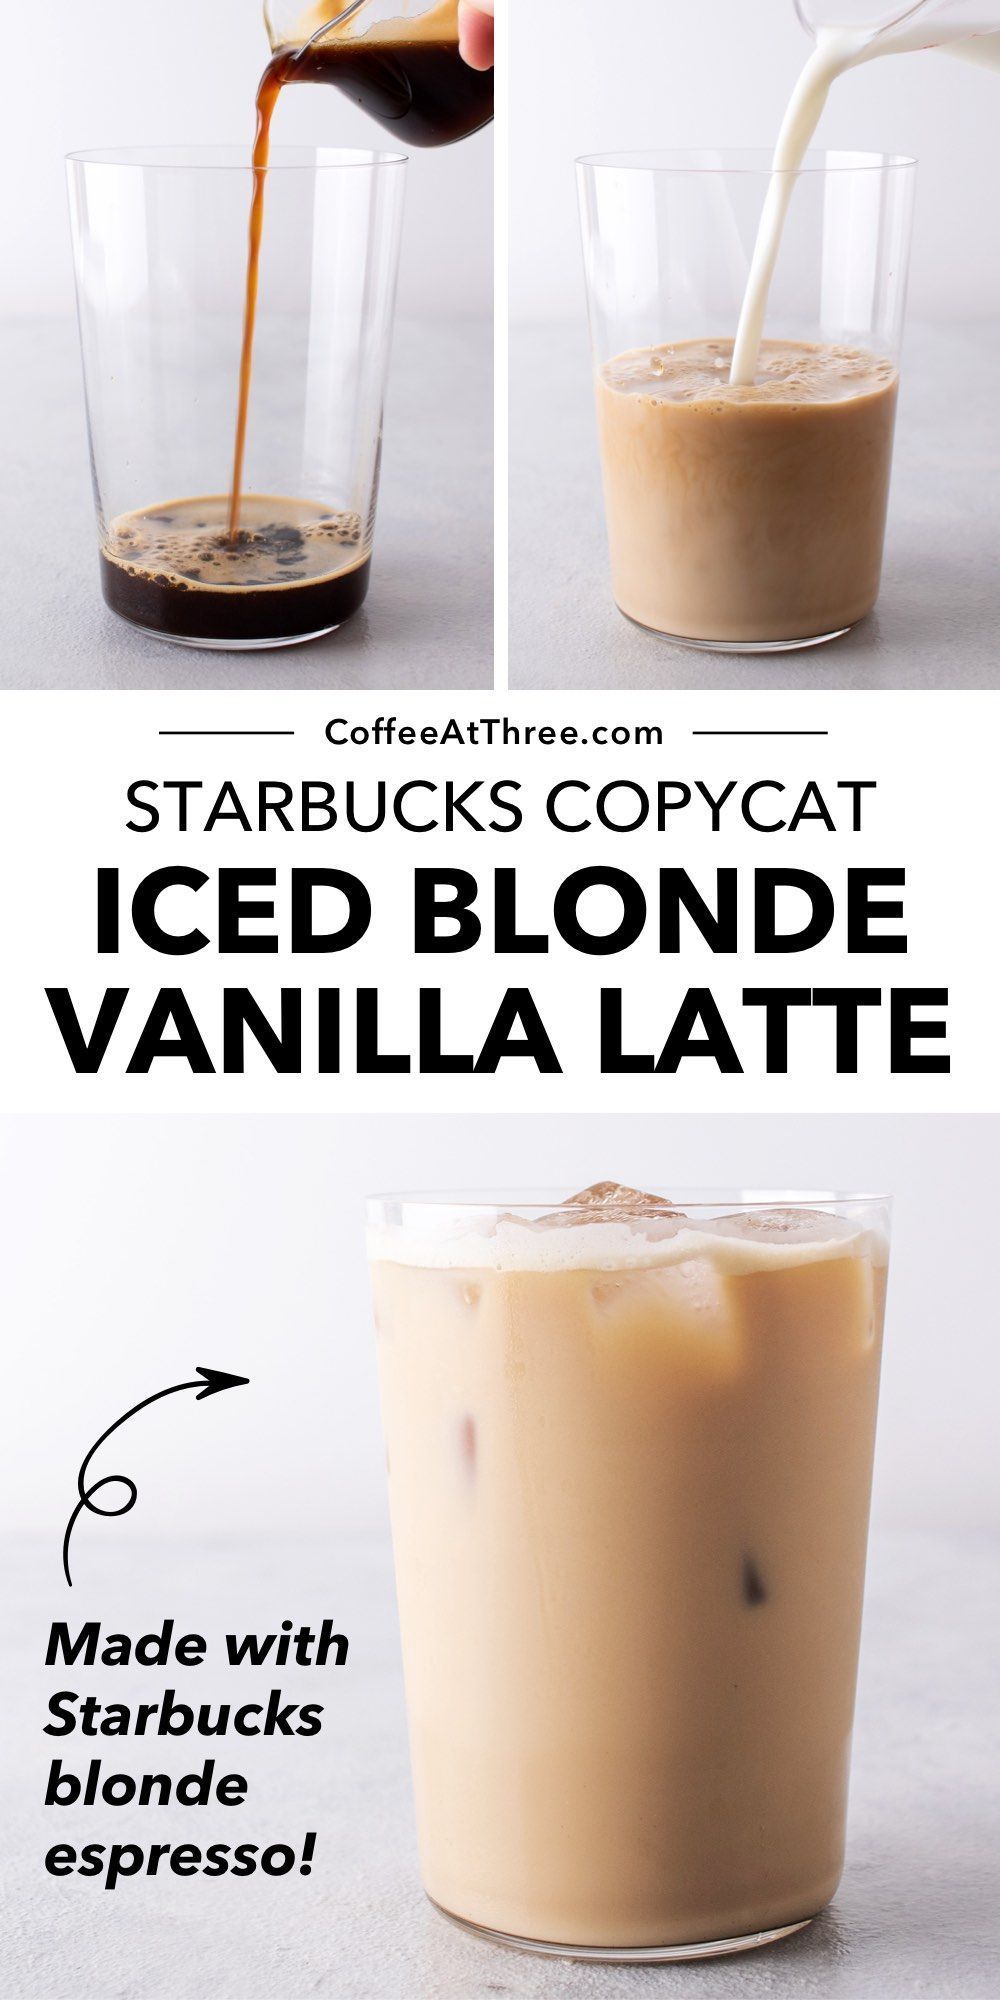 CoffeeAtThree.com
STARBUCKS COPYCAT
ICED BLONDE
VANILLA LATTE
Made with
Starbucks
blonde
espresso!